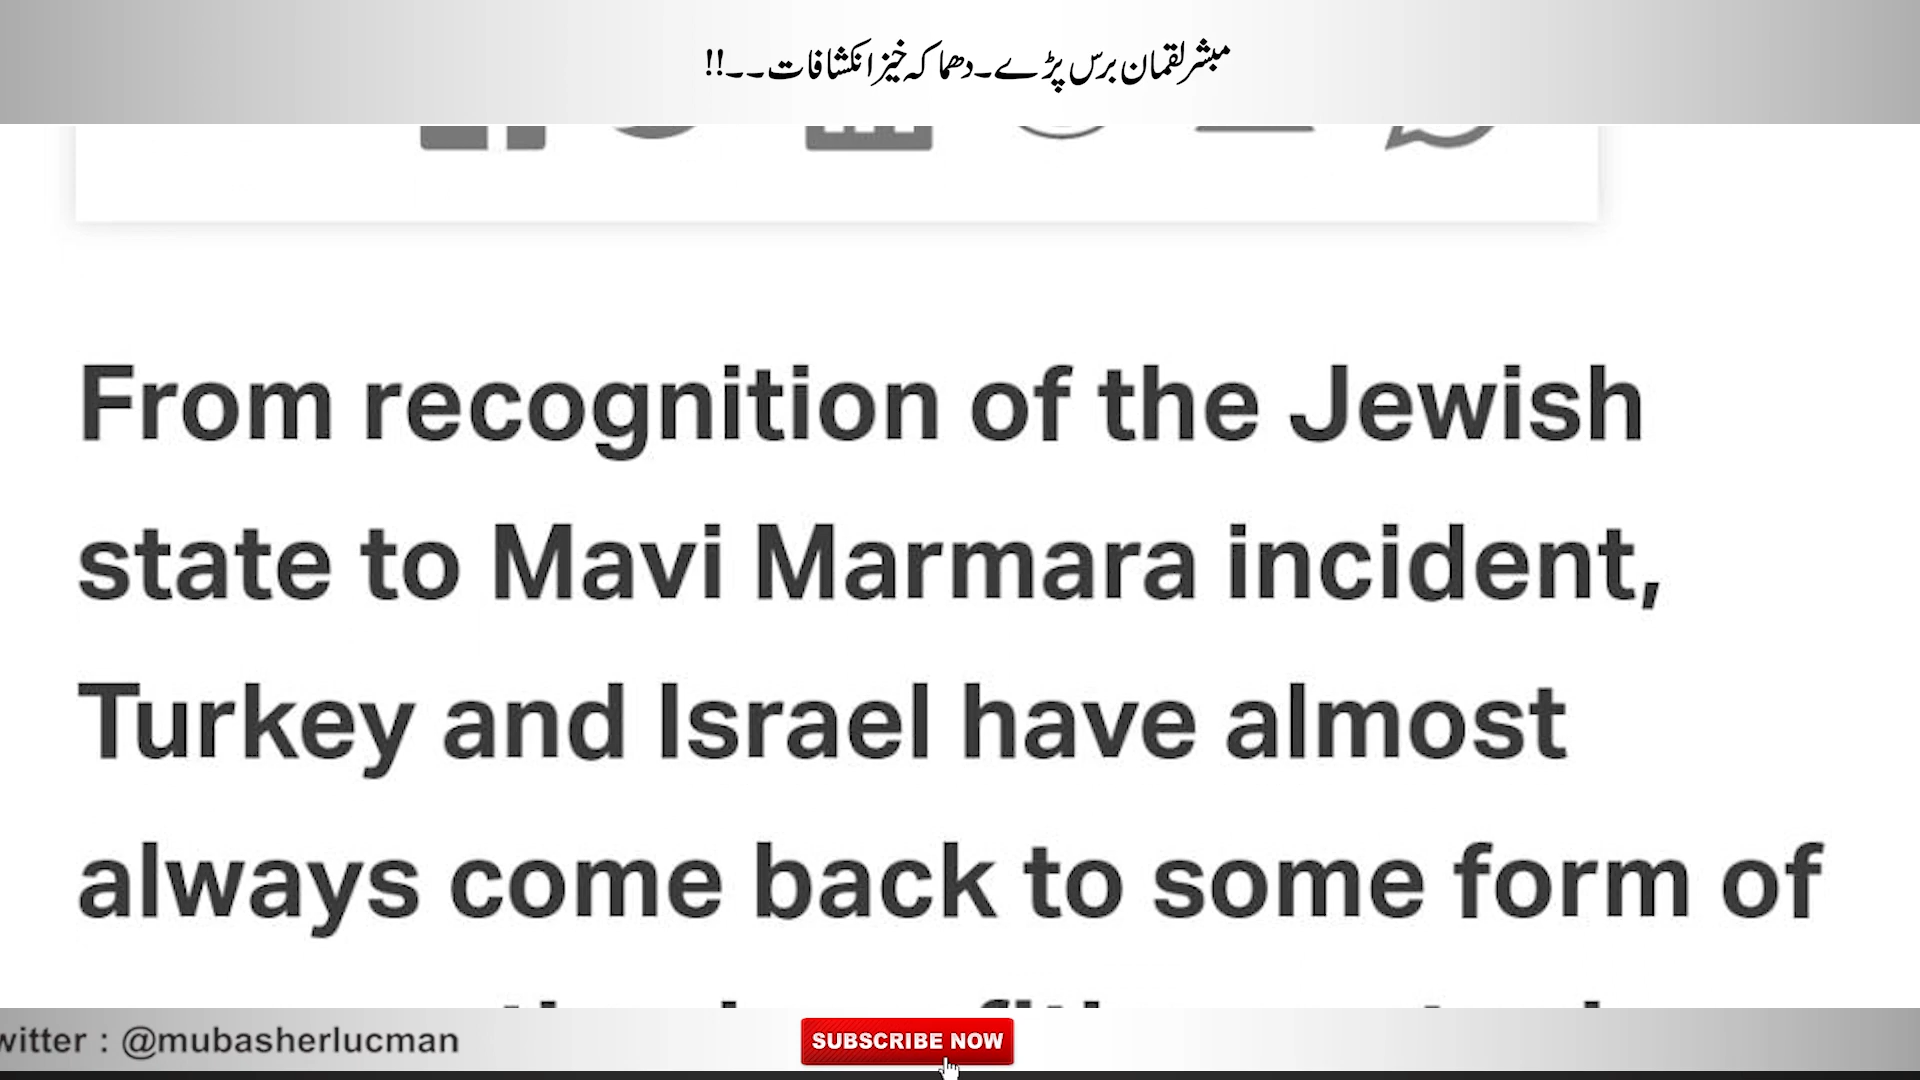 مبشر لقمان برس پڑے۔ دھماکہ خیز انکشافات۔۔!!
From recognition of the Jewish
state to Mavi Marmara incident,
Turkey and Israel have almost
always come back to some form of
witter : @mubasherlucman
SUBSCRIBE NOW